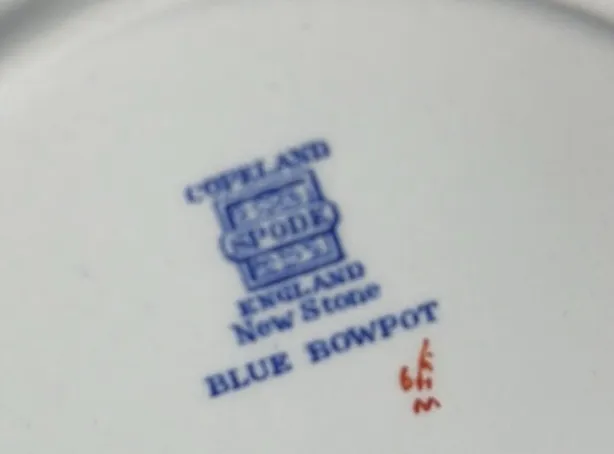 COPELAND
SPODE
ENGLAND
New Stone
BLUE BOWPOT